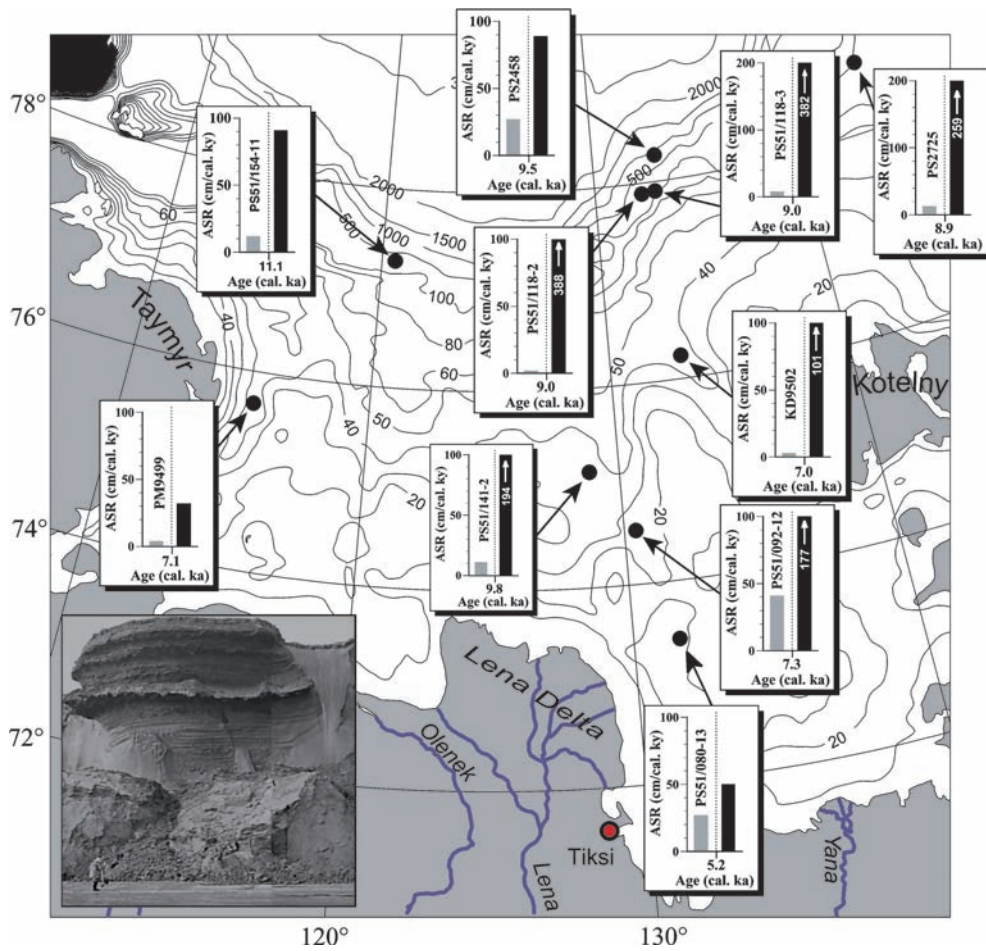 78°
76°
74°
72°
120°
130°
2000
500
1000
1500
60
100
80
60
40
50
40
20
2000
500
40
20
50
20
20
Taymyr
Kotelny
Lena Delta
Olenek
Lena
Tiksi
Yana
ASR (cm/cal. ky)
100
50
0
PS2458
9.5
Age (cal. ka)
ASR (cm/cal. ky)
200
100
0
PS51/118-3
382
9.0
Age (cal. ka)
ASR (cm/cal. ky)
200
100
0
PS2725
259
8.9
Age (cal. ka)
ASR (cm/cal. ky)
100
50
0
PS51/154-11
11.1
Age (cal. ka)
ASR (cm/cal. ky)
100
50
0
PS51/118-2
388
9.0
Age (cal. ka)
ASR (cm/cal. ky)
100
50
0
KD9502
101
7.0
Age (cal. ka)
ASR (cm/cal. ky)
100
50
0
PM9499
7.1
Age (cal. ka)
ASR (cm/cal. ky)
100
50
0
PS51/141-2
194
9.8
Age (cal. ka)
ASR (cm/cal. ky)
100
50
0
PS51/092-12
177
7.3
Age (cal. ka)
ASR (cm/cal. ky)
100
50
0
PS51/080-13
5.2
Age (cal. ka)